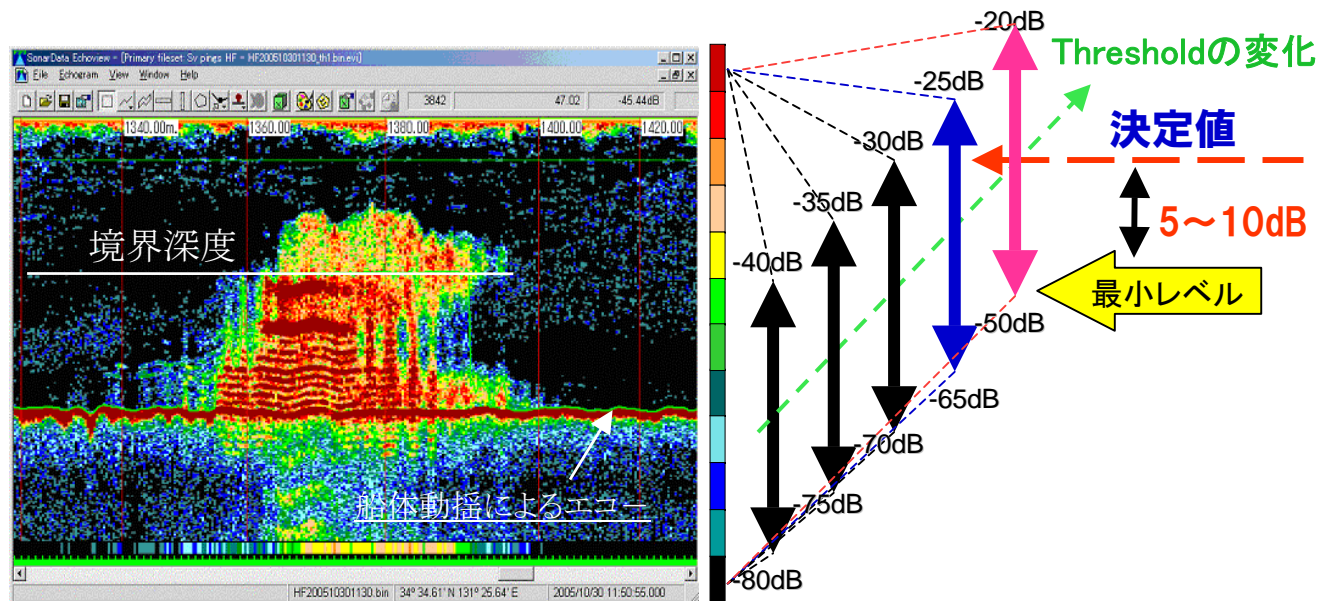 SonarData Echoview - [Primary fileset: Sv pings HF - HF200510301130_th1.bin.evi]
File Echogram View Window Help
3842 47.02 -45.44dB
1340.00m. 1360.00 1380.00 1400.00 1420.00
境界深度
船体動揺によるエコー
HF200510301130.bin 34º 34.61' N 131º 25.64' E 2005/10/30 11:50:55.000
-20dB
Thresholdの変化
-25dB
決定値
-30dB
-35dB
5～10dB
-40dB
最小レベル
-50dB
-65dB
-70dB
-75dB
-80dB